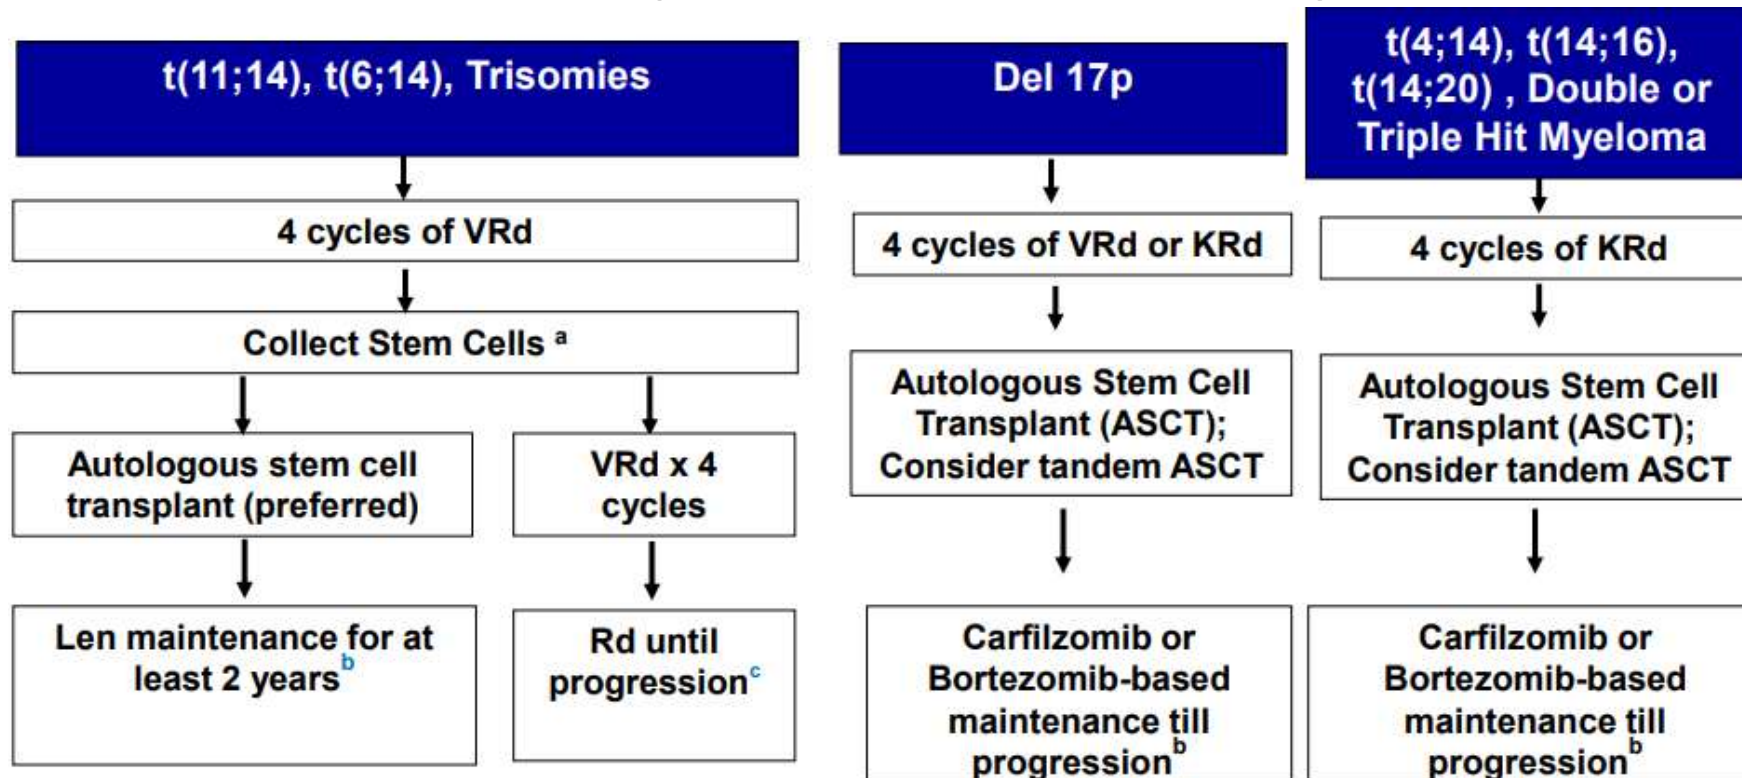 t(11;14), t(6;14), Trisomies
4 cycles of VRd
Collect Stem Cells a
Autologous stem cell
transplant (preferred)
VRd x 4
cycles
Len maintenance for at
least 2 years b
Rd until
progression c
Del 17p
4 cycles of VRd or KRd
Autologous Stem Cell
Transplant (ASCT);
Consider tandem ASCT
Carfilzomib or
Bortezomib-based
maintenance till
progression b
t(4;14), t(14;16),
t(14;20) , Double or
Triple Hit Myeloma
4 cycles of KRd
Autologous Stem Cell
Transplant (ASCT);
Consider tandem ASCT
Carfilzomib or
Bortezomib-based
maintenance till
progression b